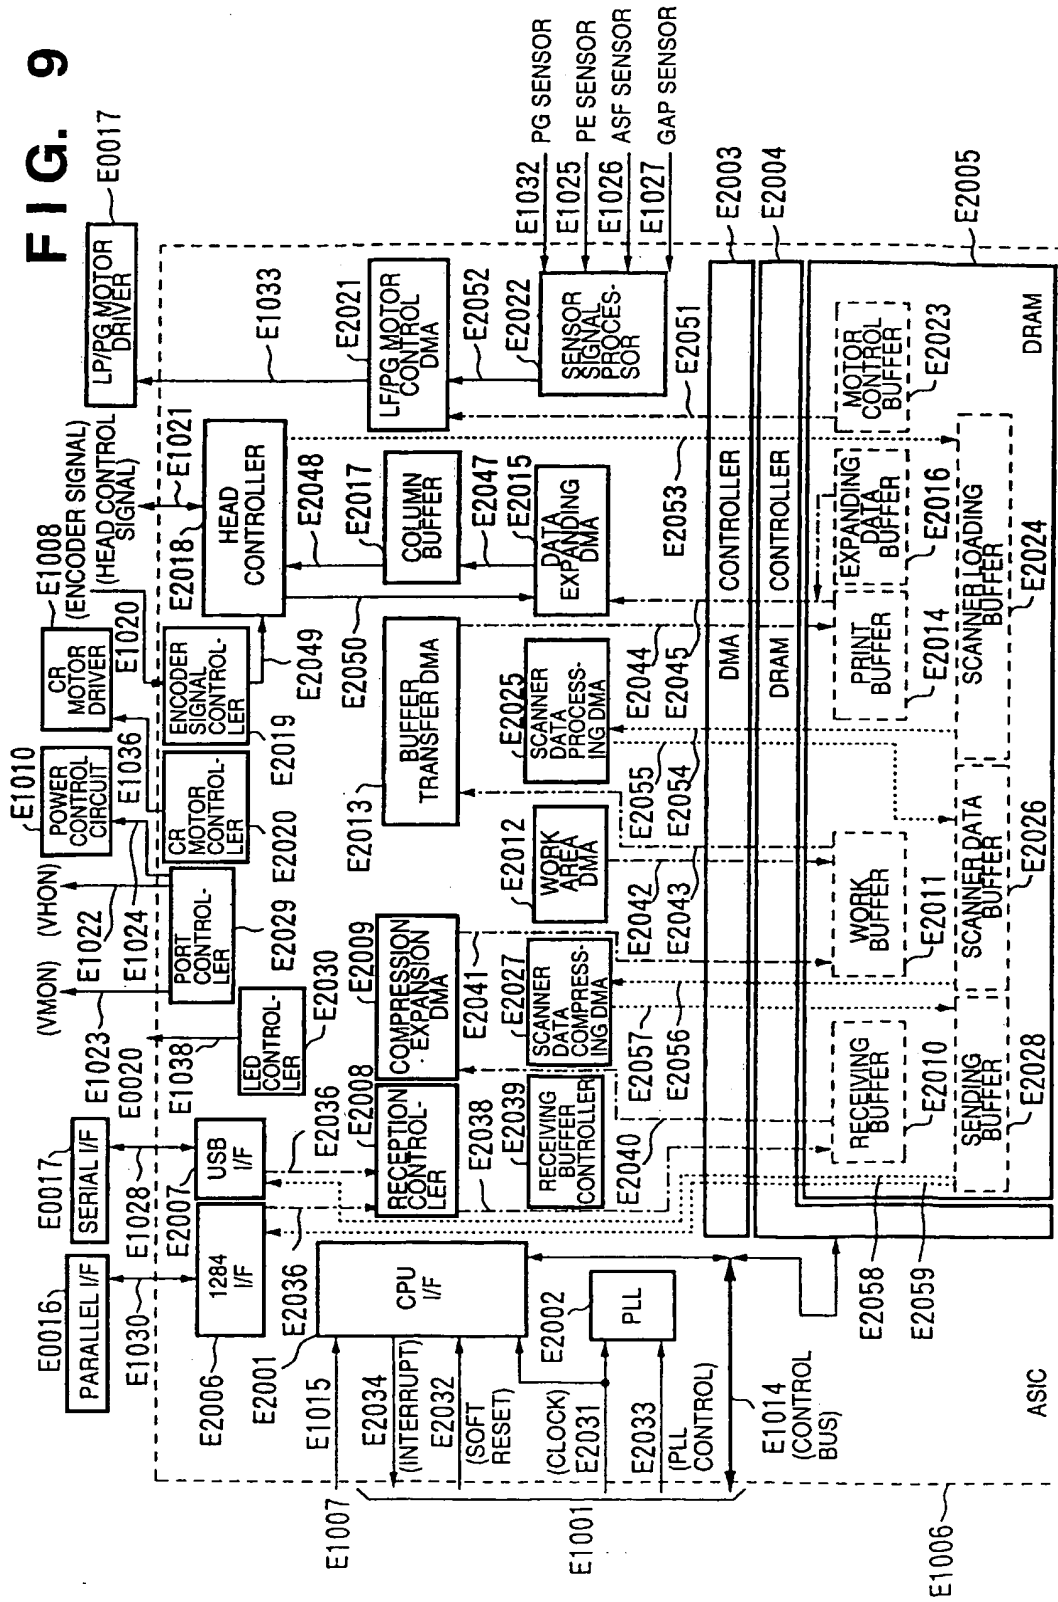 FIG. 9
E0016
PARALLEL I/F
E1030
E0017
SERIAL I/F
E1028
E2007
E0020
E1038
(VMON)
E1023
(VHON)
E1022
E1024
E1010
POWER
CONTROL
CIRCUIT
E1036
CR
MOTOR
DRIVER
E1008
E1020
(ENCODER SIGNAL)
(HEAD CONTROL
SIGNAL)
E1021
LP/PG MOTOR
DRIVER
E0017
E1033
E2006
1284
I/F
USB
I/F
E2036
E2036
LED
CONTROL-
LER
E2030
PORT
CONTROL-
LER
E2029
CR
MOTOR
CONTROL-
LER
E2020
ENCODER
SIGNAL
CONTROL-
LER
E2019
E2018
HEAD
CONTROLLER
E2049
E2050
E2048
E2001
CPU
I/F
E2008
RECEPTION
CONTROL-
LER
E2038
E2009
COMPRESSION
EXPANSION
DMA
E2041
E2013
BUFFER
TRANSFER DMA
E2017
COLUMN
BUFFER
E2047
E2021
LF/PG MOTOR
CONTROL
DMA
E2052
E1007
E1015
E2034
(INTERRUPT)
E2032
(SOFT
RESET)
(CLOCK)
E2031
E2033
(PLL
CONTROL)
E1001
E2002
PLL
E1014
(CONTROL
BUS)
E2039
RECEIVING
BUFFER
CONTROLLER
E2040
E2027
SCANNER
DATA
COMPRESS-
ING DMA
E2057
E2056
E2012
WORK
AREA
DMA
E2042
E2043
E2025
SCANNER
DATA
PROCESS-
ING DMA
E2055
E2054
E2044
E2045
E2015
DATA
EXPANDING
DMA
E2053
E2022
SENSOR
SIGNAL
PROCES-
SOR
E2051
E1032
PG SENSOR
E1025
PE SENSOR
E1026
ASF SENSOR
E1027
GAP SENSOR
DMA CONTROLLER
E2003
DRAM CONTROLLER
E2004
E2005
RECEIVING
BUFFER
E2010
WORK
BUFFER
E2011
PRINT
BUFFER
E2014
EXPANDING
DATA
BUFFER
E2016
MOTOR
CONTROL
BUFFER
E2023
E2058
E2059
SENDING
BUFFER
E2028
SCANNER DATA
BUFFER
E2026
SCANNER LOADING
BUFFER
E2024
DRAM
ASIC
E1006